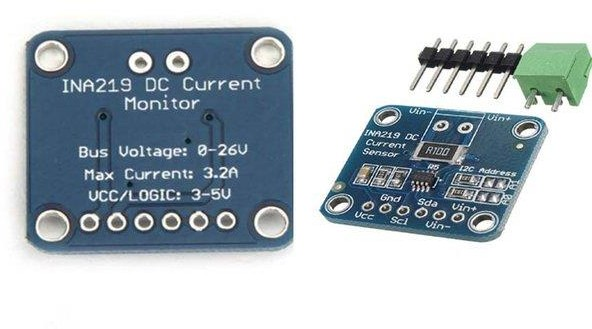 INA219 DC Current
Monitor
Bus Voltage: 0-26V
Max Current: 3.2A
VCC/LOGIC: 3-5V
Vin-
Vin+
INA219 DC
Current
Sensor
R100
R5
I2C Address
Vcc
Gnd
Scl
Sda
Vin-
Vin+